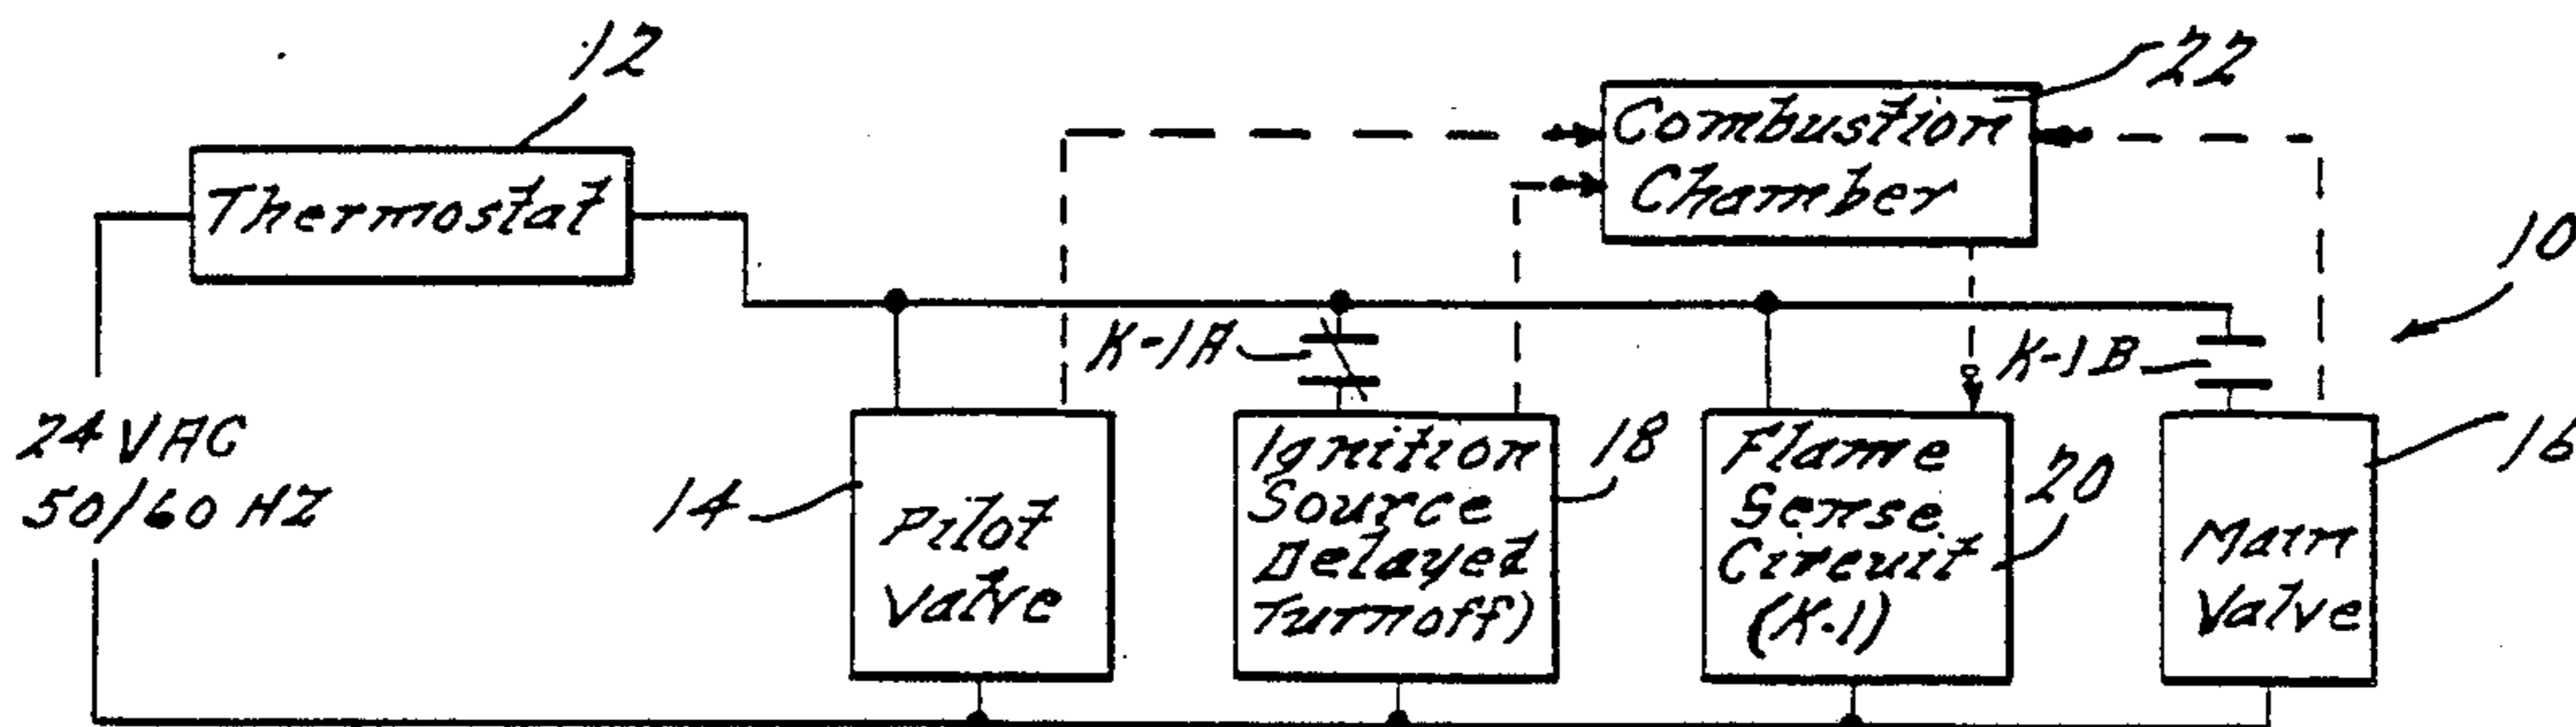 12
22
Combustion
Chamber
Thermostat
10
K-1A
K-1B
24 VAC
50/60 HZ
14
Pilot
Valve
Ignition
Source
Delayed
Turnoff)
18
Flame
Sense
Circuit
(K-1)
20
Main
Valve
16